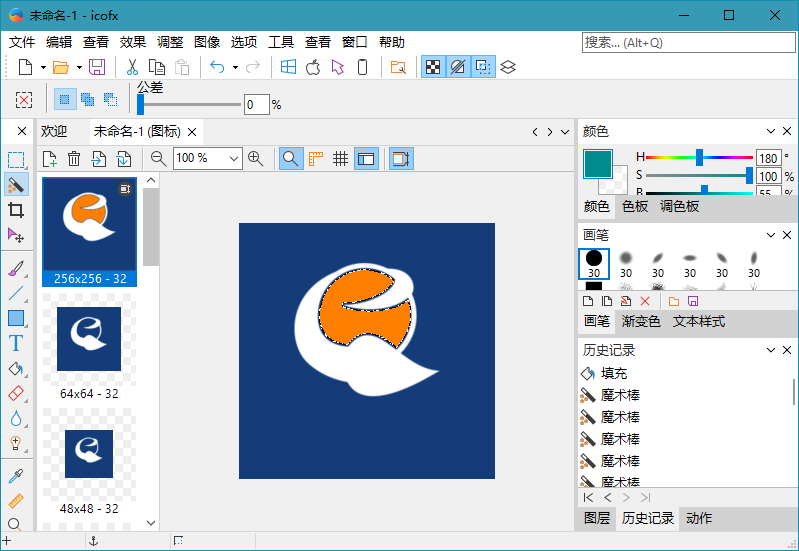 未命名-1 - icofx
文件 编辑 查看 效果 调整 图像 选项 工具 查看 窗口 帮助
搜索... (Alt+Q)
公差
0 %
欢迎 未命名-1 (图标)
100 %
256x256 - 32
64x64 - 32
48x48 - 32
颜色
H 180 °
S 100 %
B 55 %
颜色 色板 调色板
画笔
30 30 30 30 30 30
画笔 渐变色 文本样式
历史记录
填充
魔术棒
魔术棒
魔术棒
魔术棒
魔术棒
图层 历史记录 动作